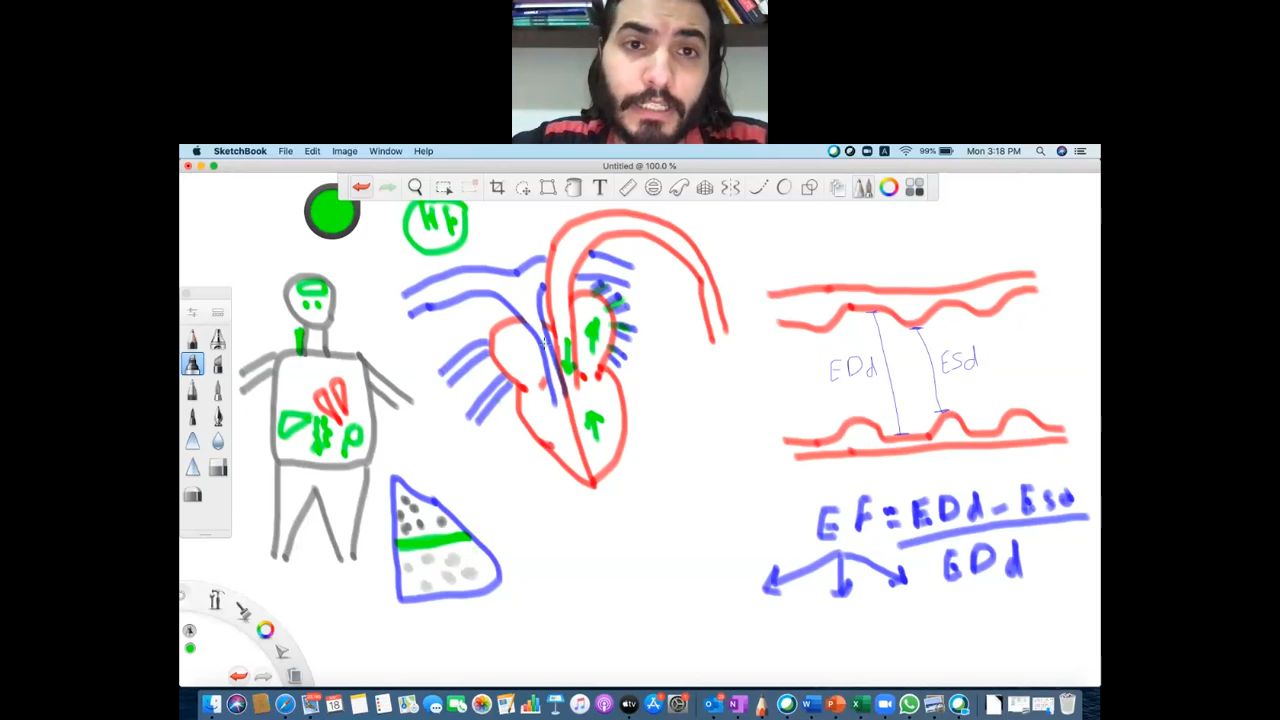 SketchBook File Edit Image Window Help
99% Mon 3:18 PM
Untitled @ 100.0 %
T
HF
EDd
ESd
EF = EDd - ESd
EDd